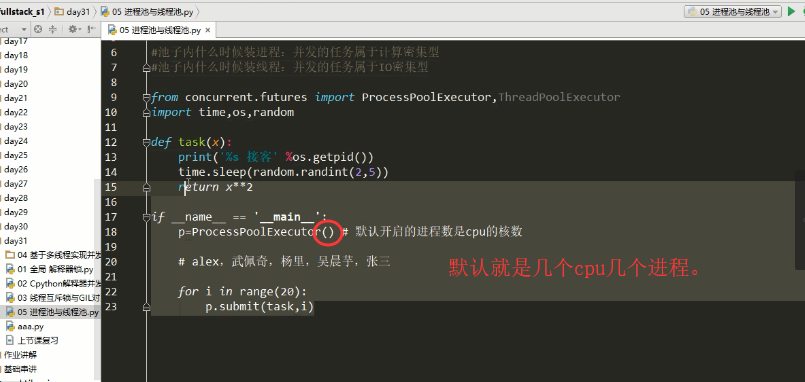 fullstack_s1 day31 05 进程池与线程池.py
05 进程池与线程池
05 进程池与线程池.py ×
day17
day18
day19
day20
day21
day22
day23
day24
day25
day26
day27
day28
day29
day30
day31
04 基于多线程实现并发
01 全局 解释器锁.py
02 Cpython解释器并发
03 线程互斥锁与GIL对
05 进程池与线程池.py
aaa.py
上节课复习
作业讲解
基础串讲
6 #池子内什么时候装进程：并发的任务属于计算密集型
7 #池子内什么时候装线程：并发的任务属于IO密集型
8
9 from concurrent.futures import ProcessPoolExecutor,ThreadPoolExecutor
10 import time,os,random
11
12 def task(x):
13 print('%s 接客' %os.getpid())
14 time.sleep(random.randint(2,5))
15 return x**2
16
17 if __name__ == '__main__':
18 p=ProcessPoolExecutor() # 默认开启的进程数是cpu的核数
19
20 # alex，武佩奇，杨里，吴晨芋，张三
21
22 for i in range(20):
23 p.submit(task,i)
默认就是几个cpu几个进程。